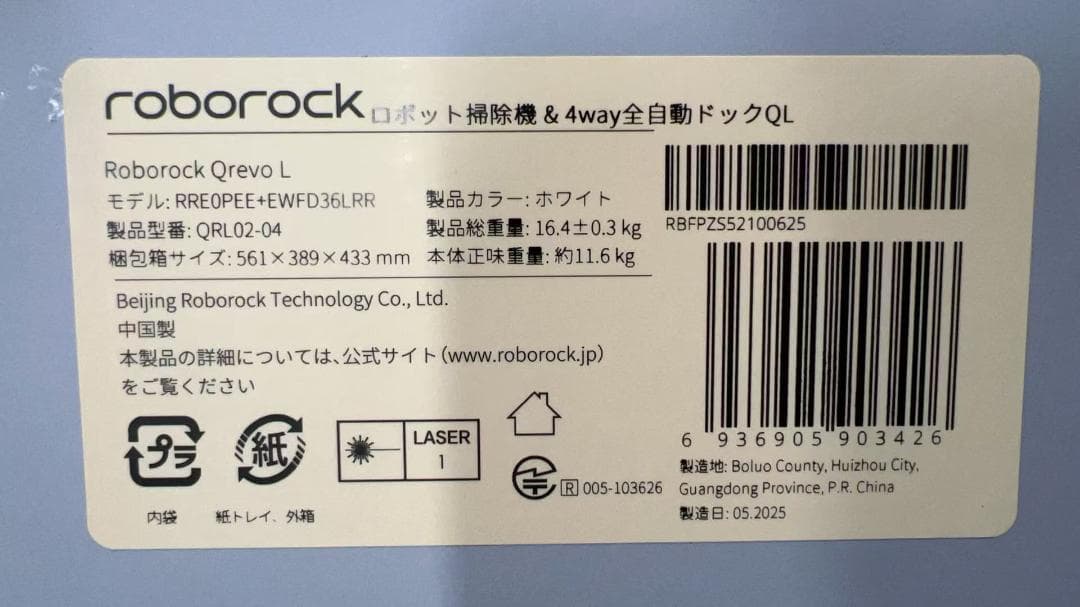 roborock ロボット掃除機 & 4way全自動ドックQL
Roborock Qrevo L
モデル: RRE0PEE+EWFD36LRR
製品カラー: ホワイト
製品型番: QRL02-04
製品総重量: 16.4±0.3 kg
梱包箱サイズ: 561×389×433 mm
本体正味重量: 約11.6 kg
RBFPZS52100625
Beijing Roborock Technology Co., Ltd.
中国製
本製品の詳細については、公式サイト(www.roborock.jp)
をご覧ください
プラ
内袋
紙
紙トレイ、外箱
LASER
1
R 005-103626
6 936905 903426
製造地: Boluo County, Huizhou City,
Guangdong Province, P.R. China
製造日: 05.2025